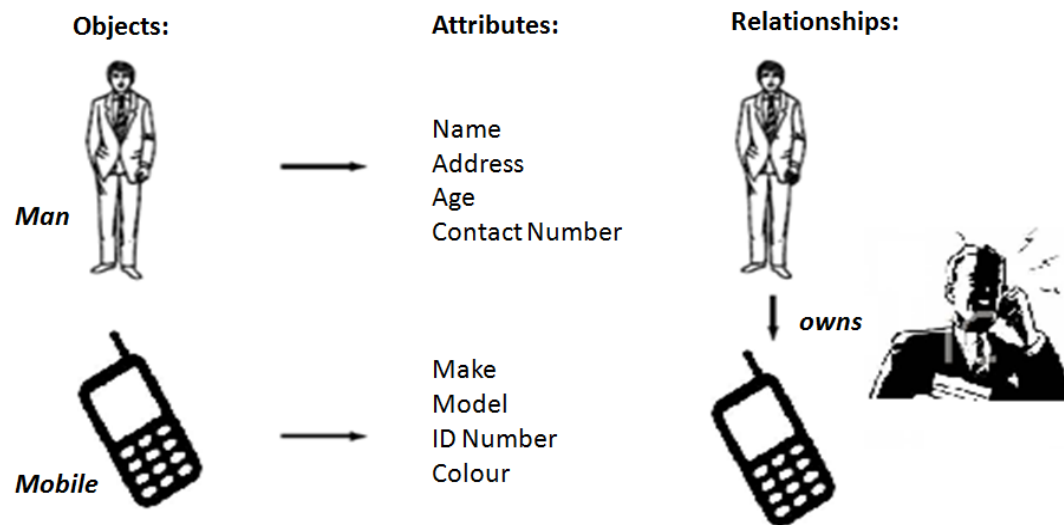 Objects:
Attributes:
Relationships:
Man
Name
Address
Age
Contact Number
owns
Mobile
Make
Model
ID Number
Colour